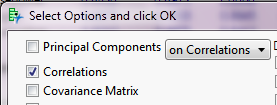 Select Options and click OK
Principal Components on Correlations
Correlations
Covariance Matrix